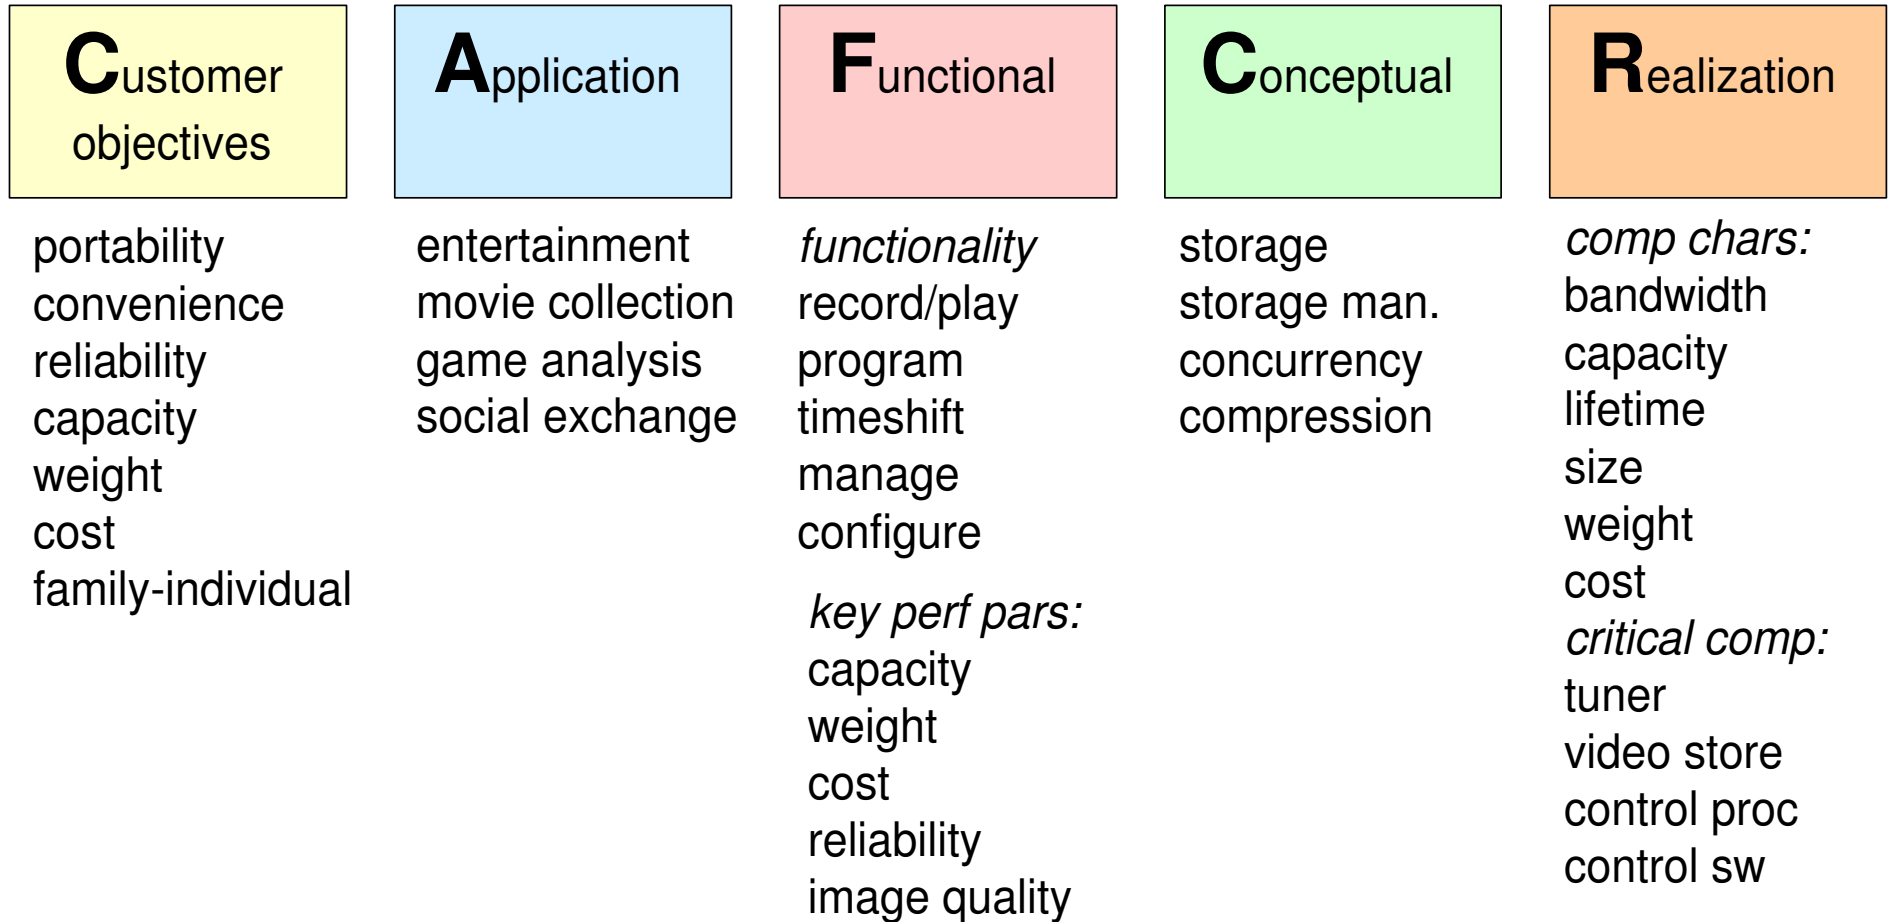 Customer
objectives
portability
convenience
reliability
capacity
weight
cost
family-individual
Application
entertainment
movie collection
game analysis
social exchange
Functional
functionality
record/play
program
timeshift
manage
configure
key perf pars:
capacity
weight
cost
reliability
image quality
Conceptual
storage
storage man.
concurrency
compression
Realization
comp chars:
bandwidth
capacity
lifetime
size
weight
cost
critical comp:
tuner
video store
control proc
control sw